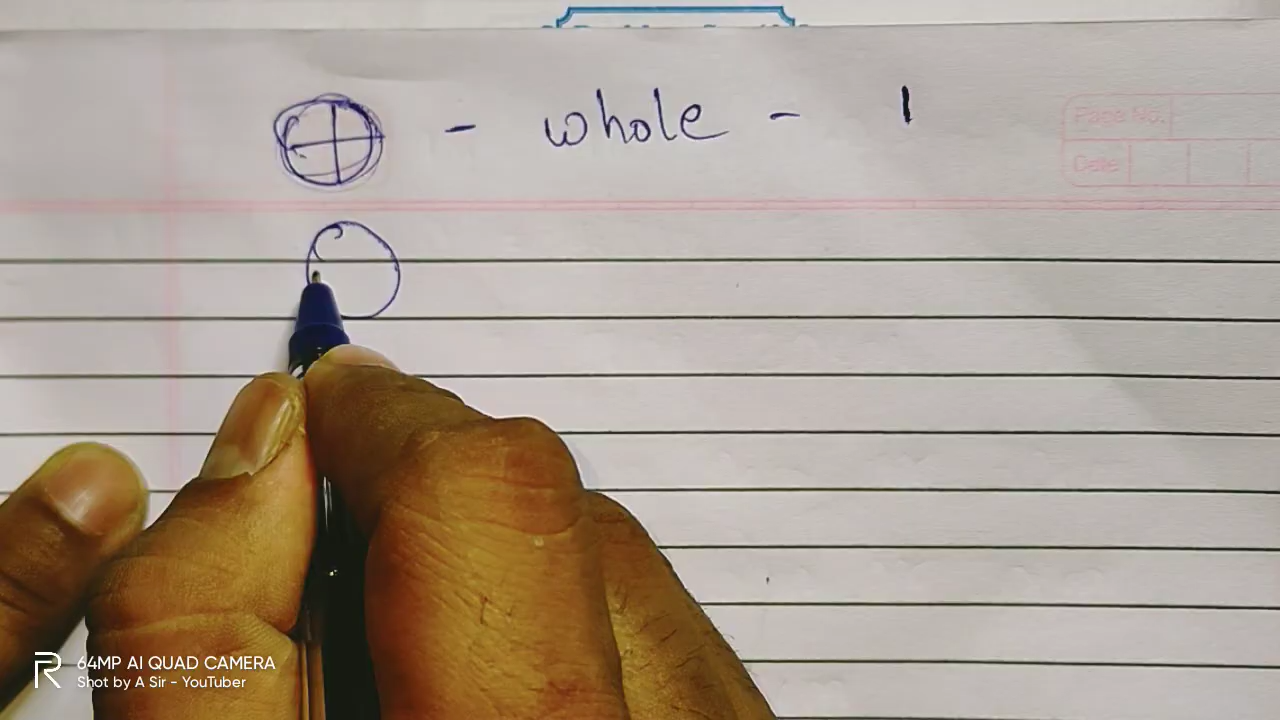 - whole - 1
Page No.
Date
64MP AI QUAD CAMERA
Shot by A Sir - YouTuber